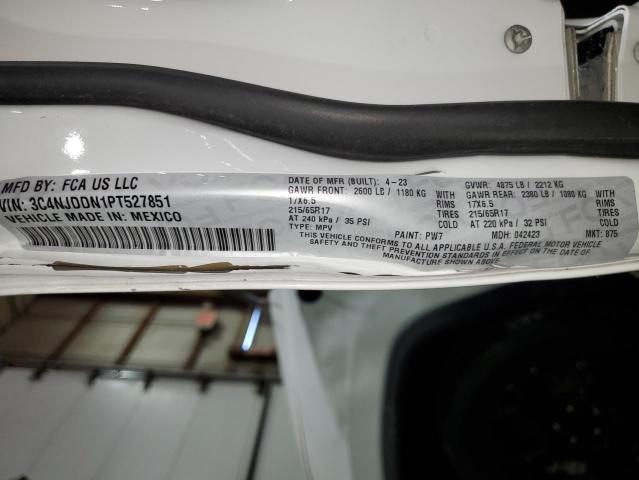 MFD BY: FCA US LLC
VIN: 3C4NJDDN1PT527851
VEHICLE MADE IN: MEXICO
DATE OF MFR (BUILT): 4-23 GVWR: 4875 LB / 2212 KG
GAWR FRONT: 2600 LB / 1180 KG WITH GAWR REAR: 2380 LB / 1080 KG WITH
17X6.5 RIMS 17X6.5 RIMS
215/65R17 TIRES 215/65R17 TIRES
AT 240 kPa / 35 PSI COLD AT 220 kPa / 32 PSI COLD
TYPE: MPV PAINT: PW7 MDH: 042423 MKT: 875
THIS VEHICLE CONFORMS TO ALL APPLICABLE U.S.A. FEDERAL MOTOR VEHICLE
SAFETY AND THEFT PREVENTION STANDARDS IN EFFECT ON THE DATE OF
MANUFACTURE SHOWN ABOVE